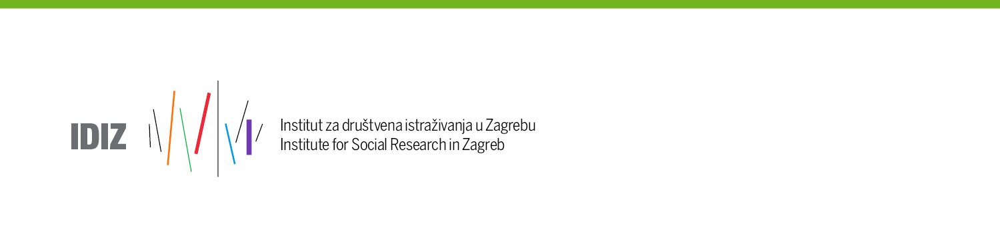 IDIZ
Institut za društvena istraživanja u Zagrebu
Institute for Social Research in Zagreb